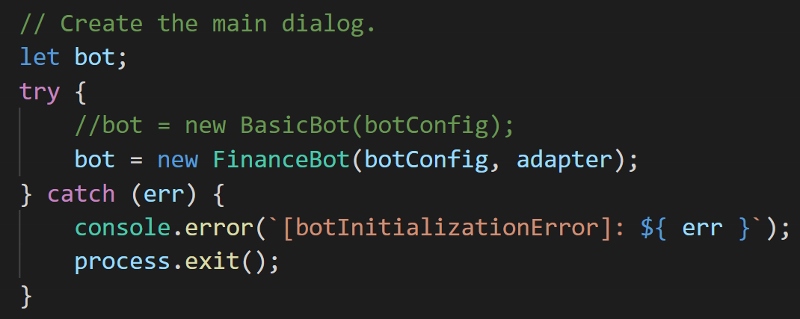 // Create the main dialog.
let bot;
try {
    //bot = new BasicBot(botConfig);
    bot = new FinanceBot(botConfig, adapter);
} catch (err) {
    console.error(`[botInitializationError]: ${ err }`);
    process.exit();
}